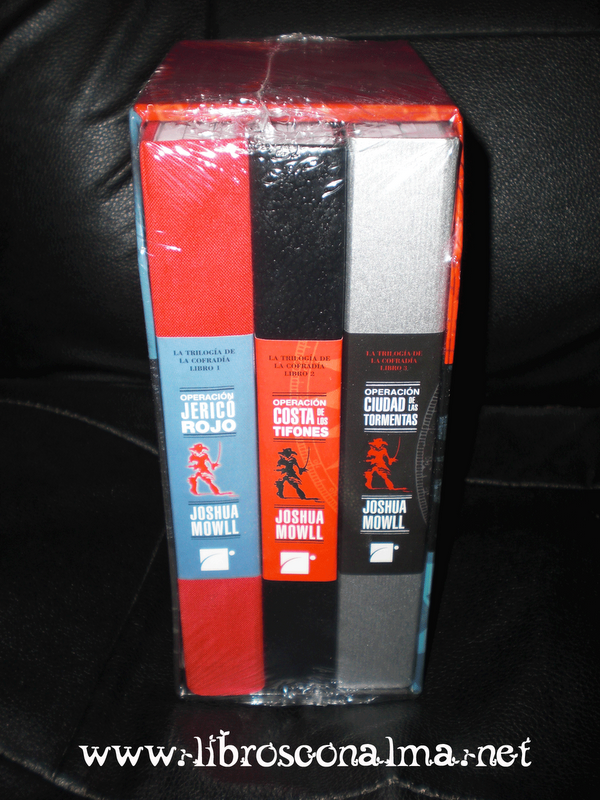 LA TRILOGÍA DE
LA COFRADÍA
LIBRO 1
OPERACIÓN
JERICÓ
ROJO
JOSHUA
MOWLL
LA TRILOGÍA DE
LA COFRADÍA
LIBRO 2
OPERACIÓN
COSTA DE LOS
TIFONES
JOSHUA
MOWLL
LA TRILOGÍA DE
LA COFRADÍA
LIBRO 3
OPERACIÓN
CIUDAD DE LAS
TORMENTAS
JOSHUA
MOWLL
www.librosconalma.net